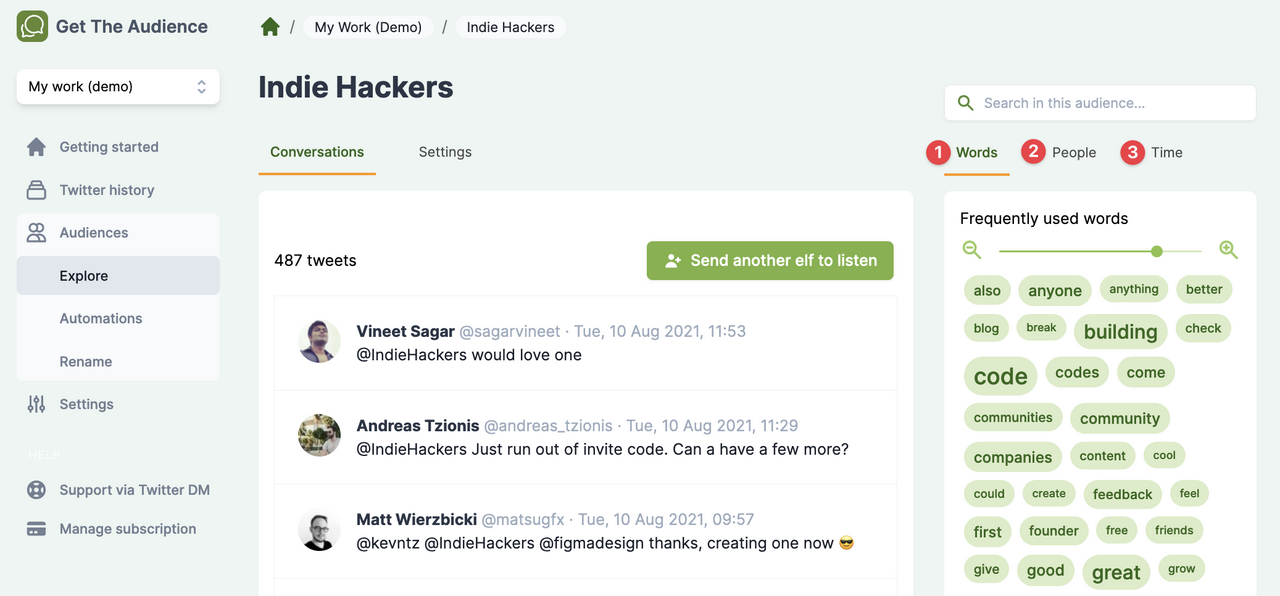 Get The Audience
/ My Work (Demo) / Indie Hackers
My work (demo)
Getting started
Twitter history
Audiences
Explore
Automations
Rename
Settings
HELP
Support via Twitter DM
Manage subscription
Indie Hackers
Search in this audience...
Conversations Settings
1 Words 2 People 3 Time
487 tweets
Send another elf to listen
Vineet Sagar @sagarvineet · Tue, 10 Aug 2021, 11:53
@IndieHackers would love one
Andreas Tzionis @andreas_tzionis · Tue, 10 Aug 2021, 11:29
@IndieHackers Just run out of invite code. Can a have a few more?
Matt Wierzbicki @matsugfx · Tue, 10 Aug 2021, 09:57
@kevntz @IndieHackers @figmadesign thanks, creating one now 😎
Frequently used words
also anyone anything better
blog break building check
code codes come
communities community
companies content cool
could create feedback feel
first founder free friends
give good great grow